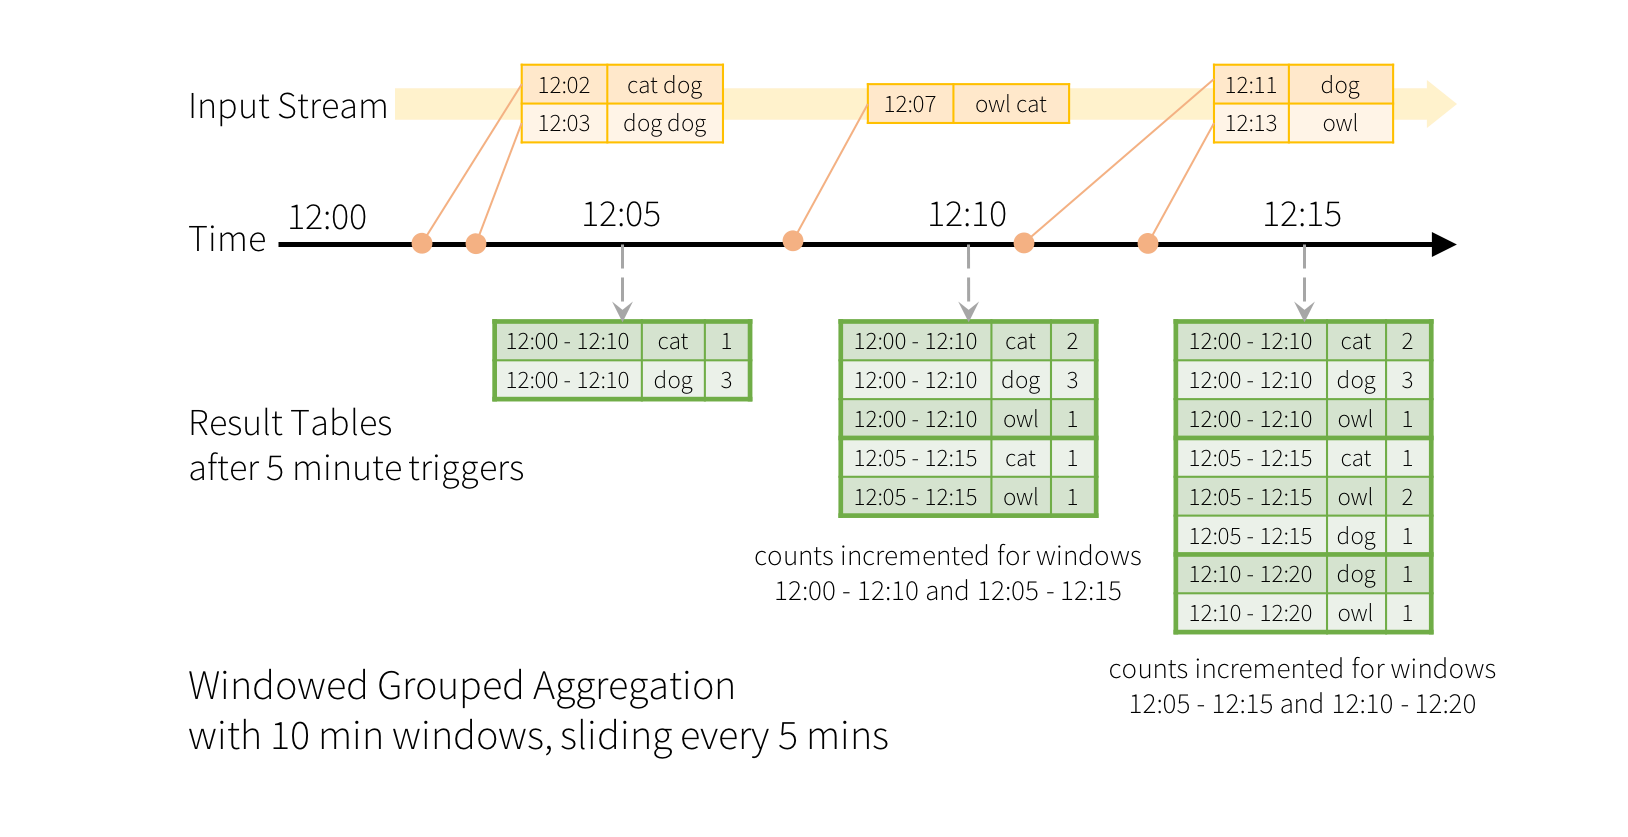 Input Stream
12:02 cat dog
12:03 dog dog
12:07 owl cat
12:11 dog
12:13 owl
Time
12:00 12:05 12:10 12:15
12:00 - 12:10 cat 1
12:00 - 12:10 dog 3
12:00 - 12:10 cat 2
12:00 - 12:10 dog 3
12:00 - 12:10 owl 1
12:05 - 12:15 cat 1
12:05 - 12:15 owl 1
12:00 - 12:10 cat 2
12:00 - 12:10 dog 3
12:00 - 12:10 owl 1
12:05 - 12:15 cat 1
12:05 - 12:15 owl 2
12:05 - 12:15 dog 1
12:10 - 12:20 dog 1
12:10 - 12:20 owl 1
Result Tables
after 5 minute triggers
counts incremented for windows
12:00 - 12:10 and 12:05 - 12:15
counts incremented for windows
12:05 - 12:15 and 12:10 - 12:20
Windowed Grouped Aggregation
with 10 min windows, sliding every 5 mins